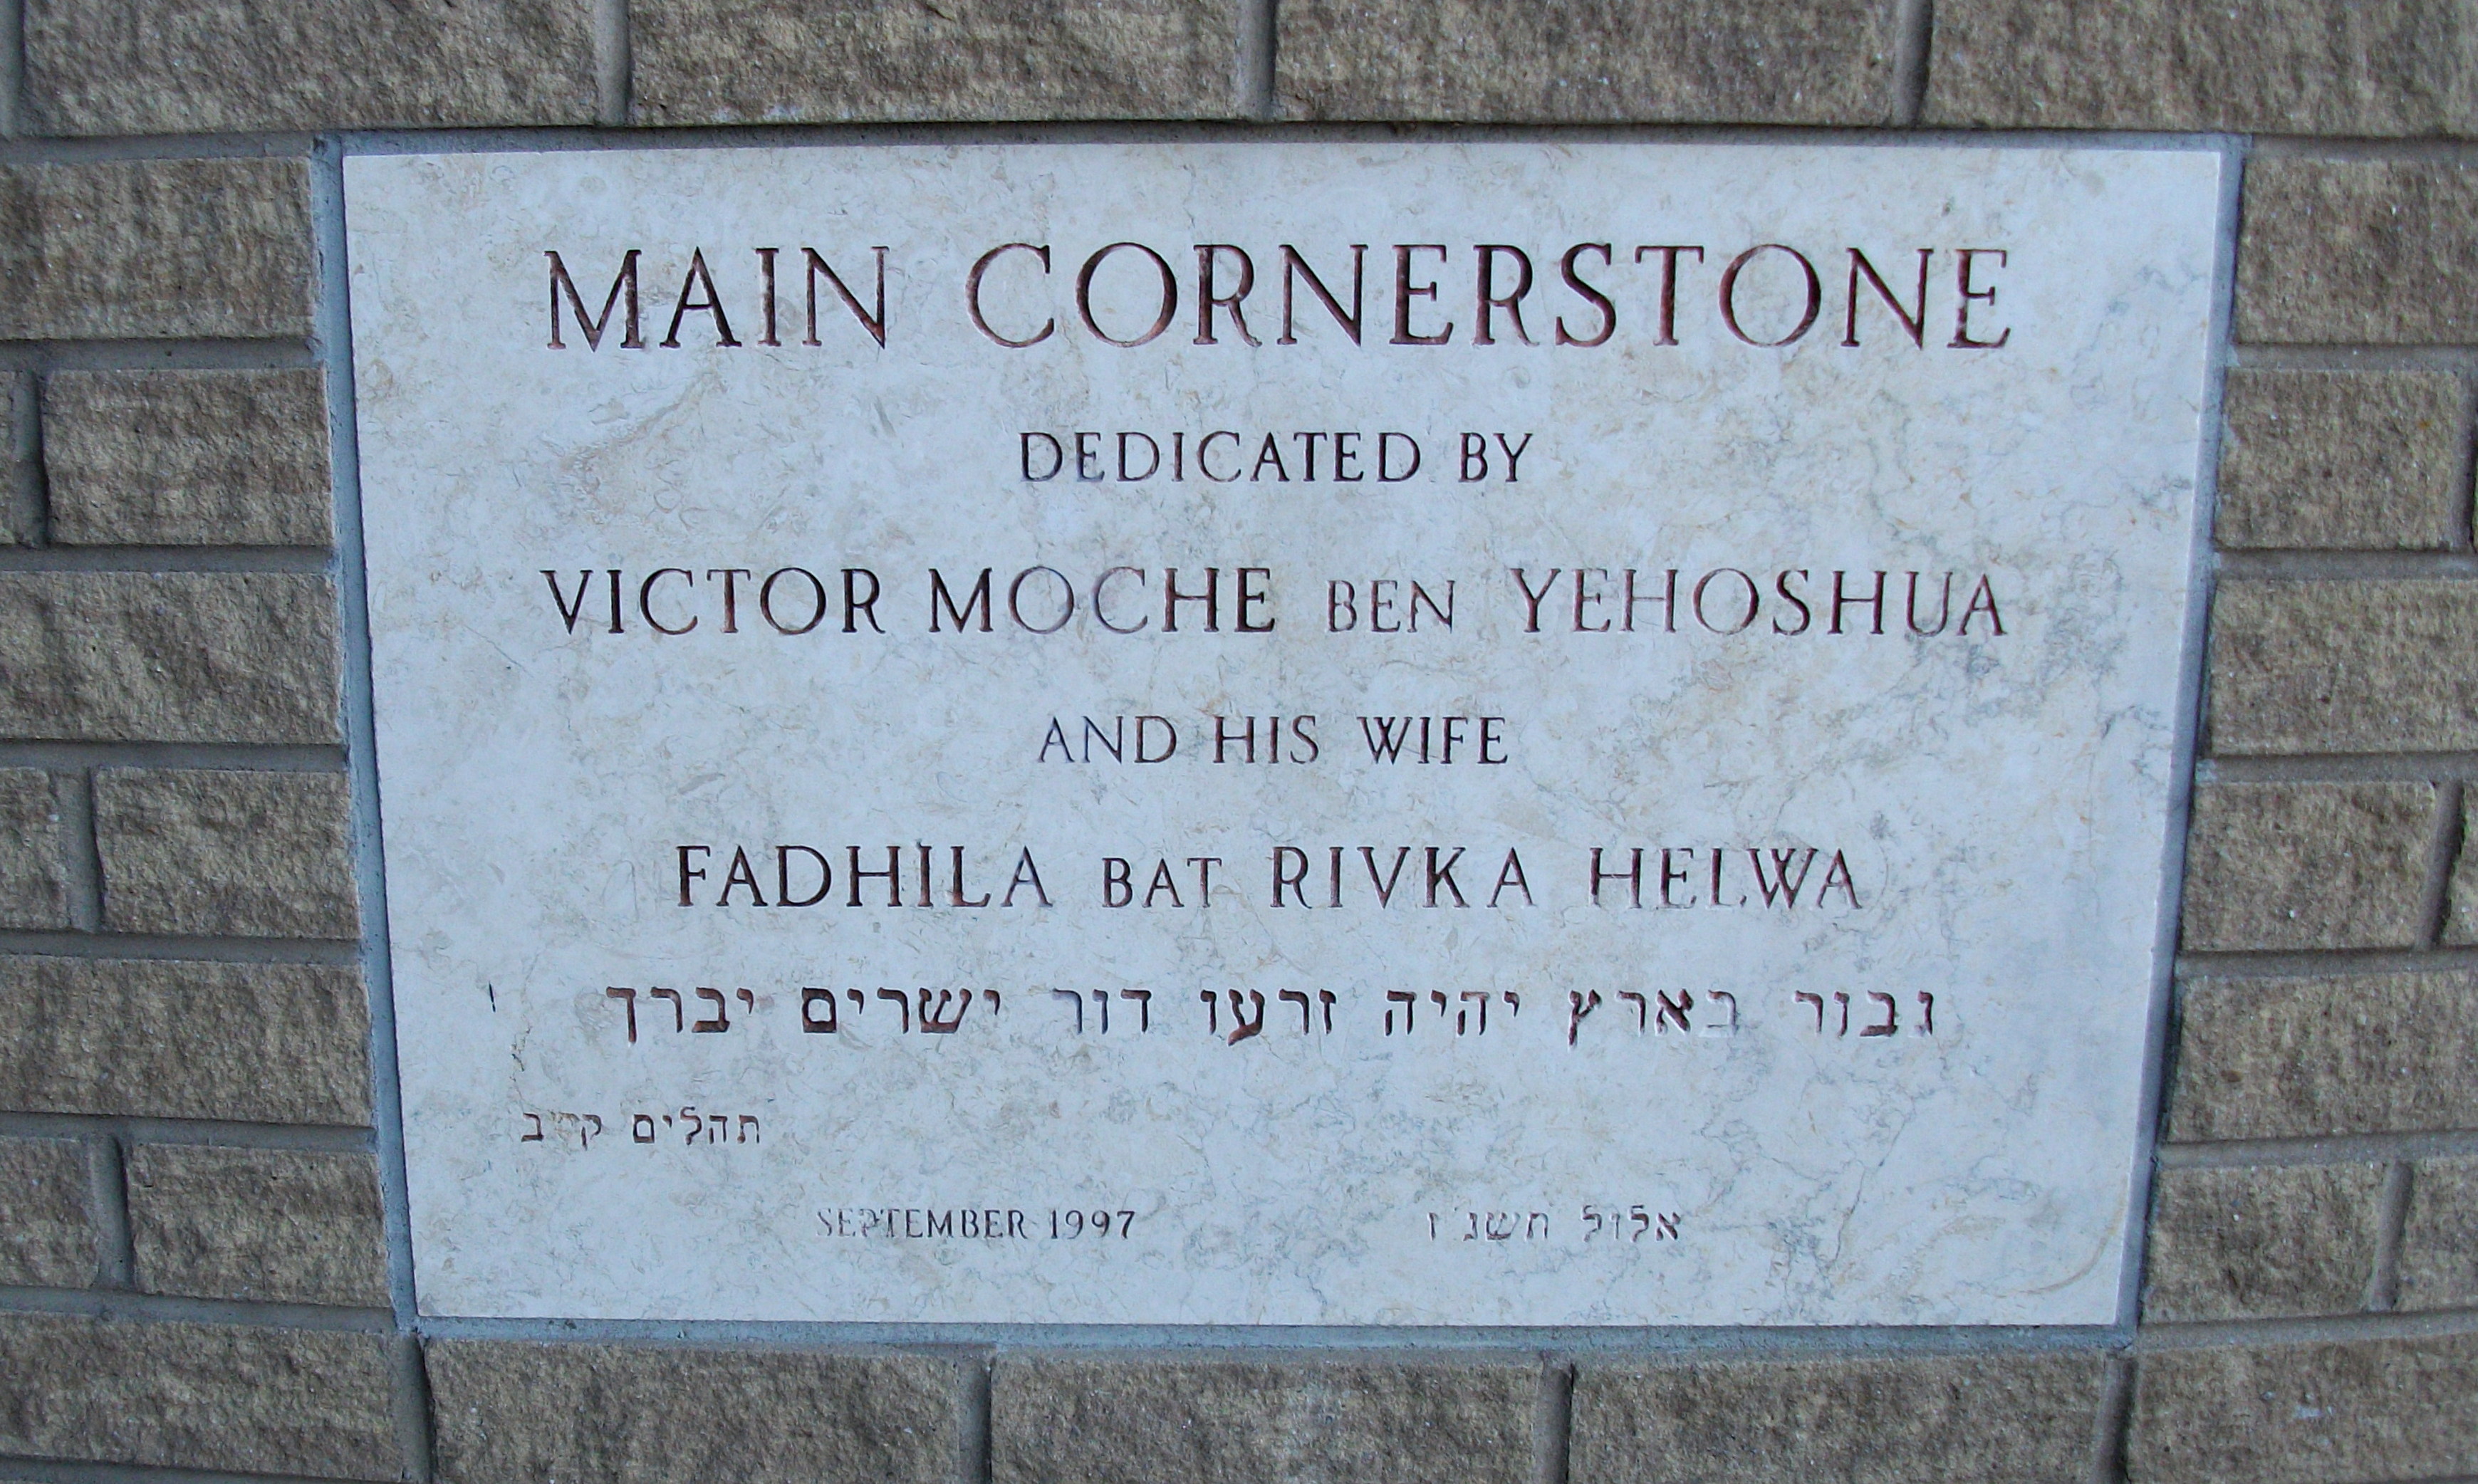 MAIN CORNERSTONE
DEDICATED BY
VICTOR MOCHE BEN YEHOSHUA
AND HIS WIFE
FADHILA BAT RIVKA HELWA
גבור בארץ יהיה זרעו דור ישרים יברך
תהלים ק״ב
SEPTEMBER 1997 אלול תשנ״ז